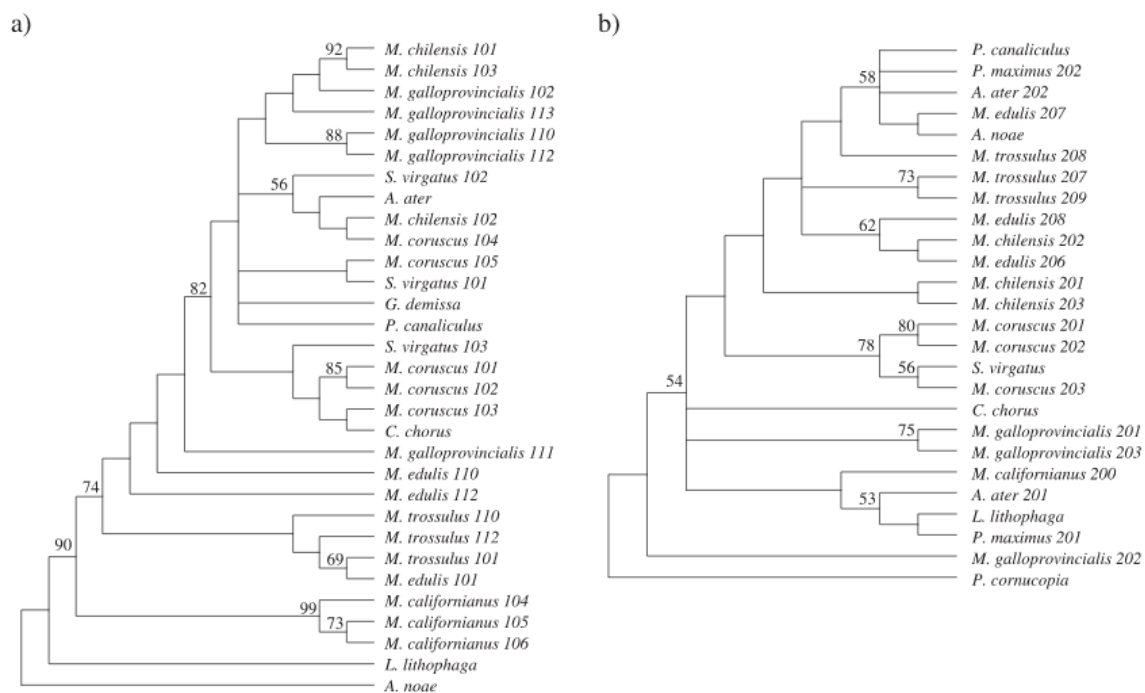 a)
92
M. chilensis 101
M. chilensis 103
M. galloprovincialis 102
M. galloprovincialis 113
88
M. galloprovincialis 110
M. galloprovincialis 112
56
S. virgatus 102
A. ater
M. chilensis 102
M. coruscus 104
M. coruscus 105
S. virgatus 101
82
G. demissa
P. canaliculus
S. virgatus 103
85
M. coruscus 101
M. coruscus 102
M. coruscus 103
C. chorus
M. galloprovincialis 111
M. edulis 110
74
M. edulis 112
M. trossulus 110
M. trossulus 112
69
M. trossulus 101
M. edulis 101
90
99
M. californianus 104
73
M. californianus 105
M. californianus 106
L. lithophaga
A. noae
b)
P. canaliculus
58
P. maximus 202
A. ater 202
M. edulis 207
A. noae
M. trossulus 208
73
M. trossulus 207
M. trossulus 209
62
M. edulis 208
M. chilensis 202
M. edulis 206
M. chilensis 201
M. chilensis 203
80
M. coruscus 201
78
M. coruscus 202
56
S. virgatus
M. coruscus 203
54
C. chorus
75
M. galloprovincialis 201
M. galloprovincialis 203
M. californianus 200
53
A. ater 201
L. lithophaga
P. maximus 201
M. galloprovincialis 202
P. cornucopia